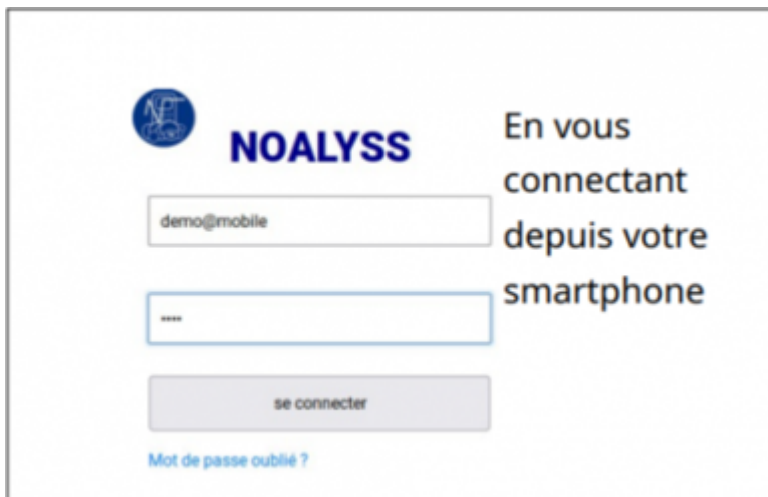 NOALYSS
demo@mobile
••••
se connecter
Mot de passe oublié ?
En vous
connectant
depuis votre
smartphone